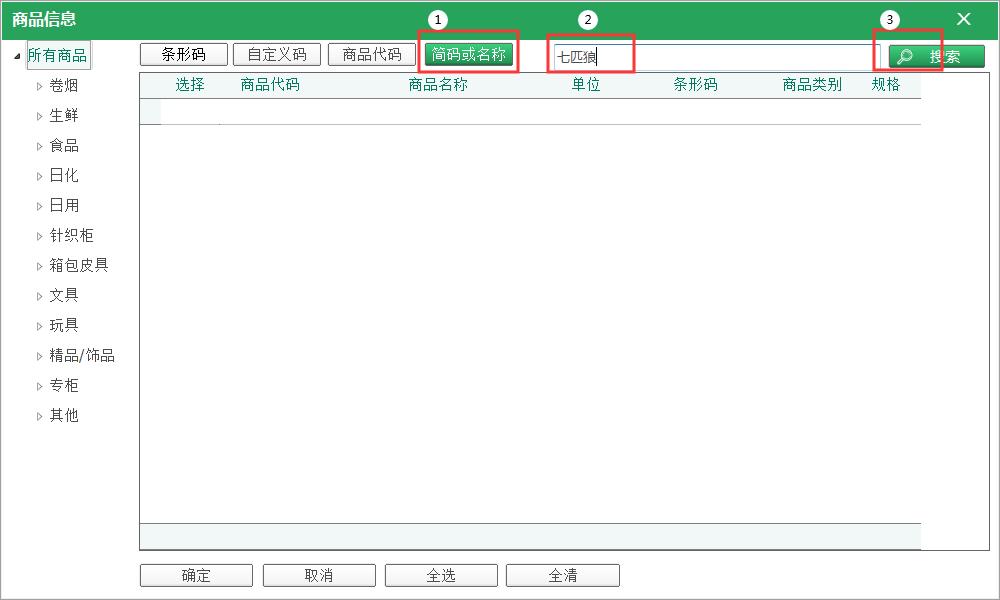 商品信息
1 2 3
所有商品 条形码 自定义码 商品代码 简码或名称 七匹狼 搜索
选择 商品代码 商品名称 单位 条形码 商品类别 规格
卷烟
生鲜
食品
日化
日用
针织柜
箱包皮具
文具
玩具
精品/饰品
专柜
其他
确定 取消 全选 全清